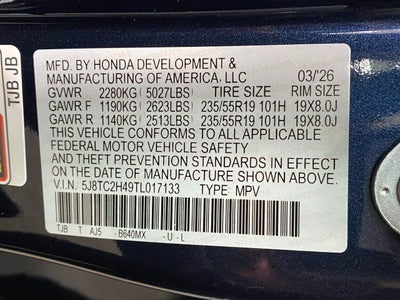 TJB JB
MFD. BY HONDA DEVELOPMENT &
MANUFACTURING OF AMERICA, LLC 03/'26
GVWR 2280KG (5027LBS) TIRE SIZE RIM SIZE
GAWR F 1190KG (2623LBS) 235/55R19 101H 19X8.0J
GAWR R 1140KG (2513LBS) 235/55R19 101H 19X8.0J
THIS VEHICLE CONFORMS TO ALL APPLICABLE
FEDERAL MOTOR VEHICLE SAFETY
AND THEFT PREVENTION STANDARDS IN EFFECT
ON THE DATE OF MANUFACTURE SHOWN ABOVE.
V.I.N. 5J8TC2H49TL017133 TYPE MPV
TJB T AJ5 -B640MX -U -L